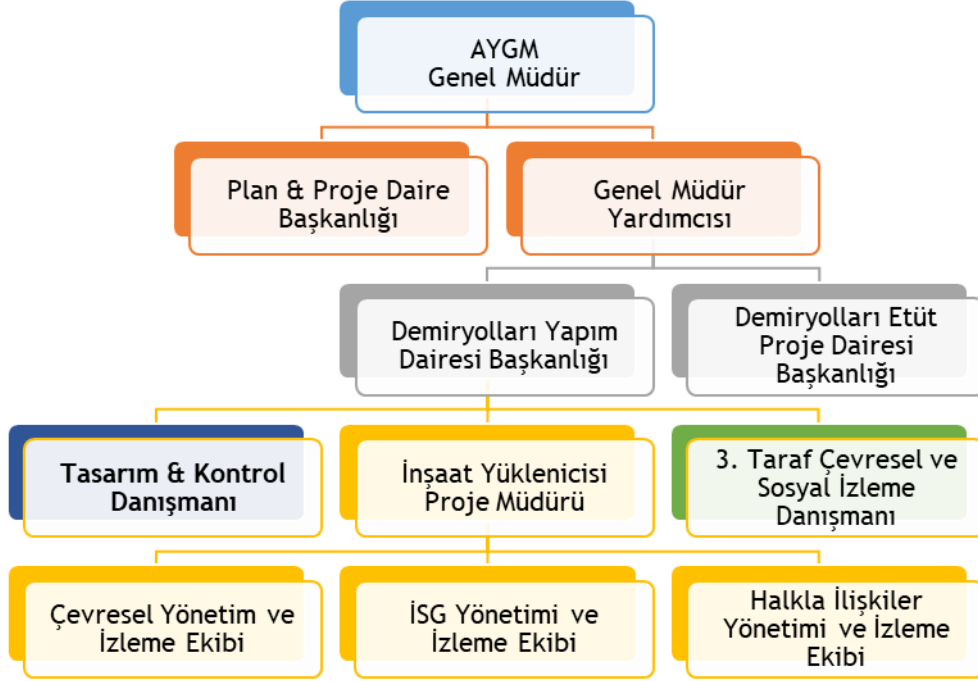 AYGM
Genel Müdür
Plan & Proje Daire
Başkanlığı
Genel Müdür
Yardımcısı
Demiryolları Yapım
Dairesi Başkanlığı
Demiryolları Etüt
Proje Dairesi
Başkanlığı
Tasarım & Kontrol
Danışmanı
İnşaat Yüklenicisi
Proje Müdürü
3. Taraf Çevresel ve
Sosyal İzleme
Danışmanı
Çevresel Yönetim ve
İzleme Ekibi
İSG Yönetimi ve
İzleme Ekibi
Halkla İlişkiler
Yönetimi ve İzleme
Ekibi